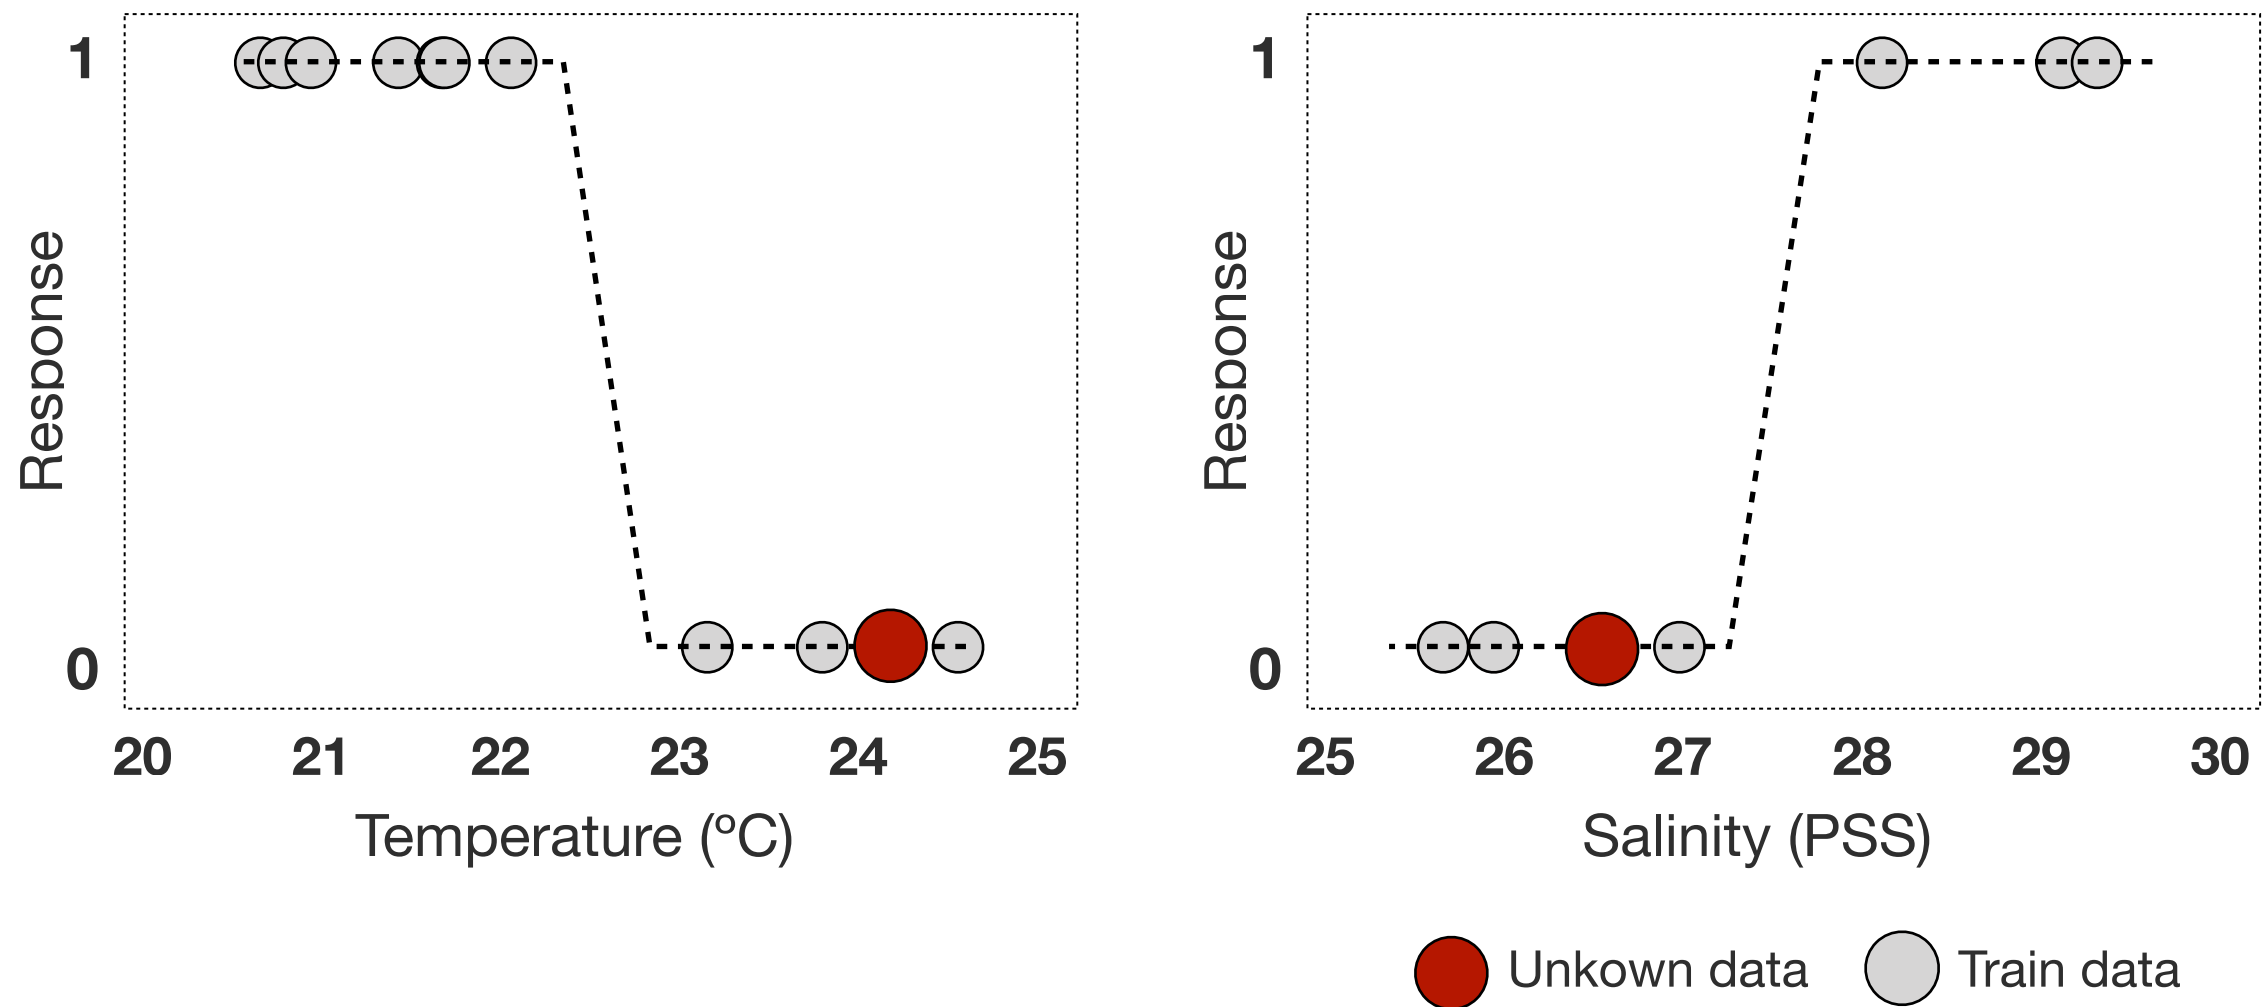 1
Response
0
20 21 22 23 24 25
Temperature (ºC)
1
Response
0
25 26 27 28 29 30
Salinity (PSS)
Unkown data
Train data